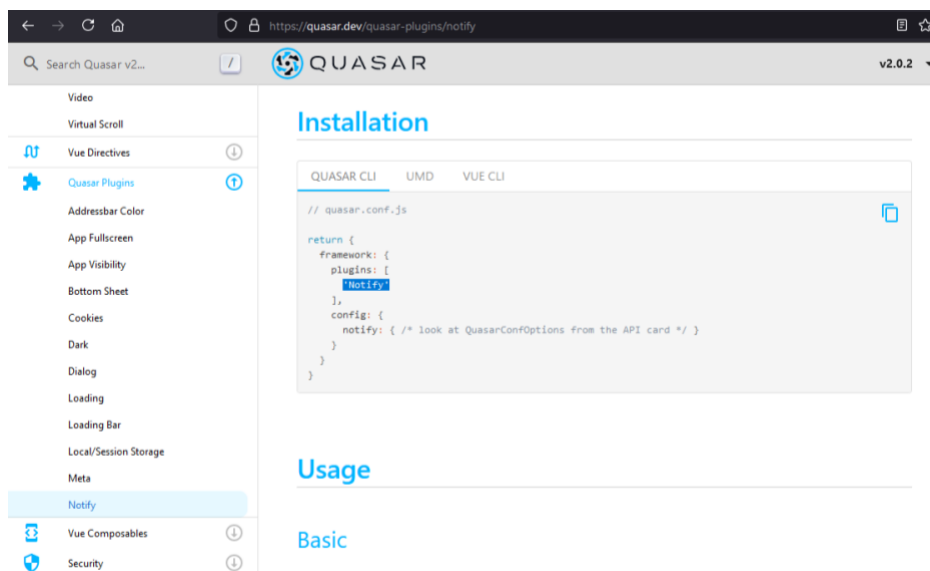 https://quasar.dev/quasar-plugins/notify
Search Quasar v2...
/
QUASAR
v2.0.2
Video
Virtual Scroll
Vue Directives
Quasar Plugins
Addressbar Color
App Fullscreen
App Visibility
Bottom Sheet
Cookies
Dark
Dialog
Loading
Loading Bar
Local/Session Storage
Meta
Notify
Vue Composables
Security
Installation
QUASAR CLI
UMD
VUE CLI
// quasar.conf.js
return {
framework: {
plugins: [
'Notify'
],
config: {
notify: { /* look at QuasarConfOptions from the API card */ }
}
}
}
Usage
Basic